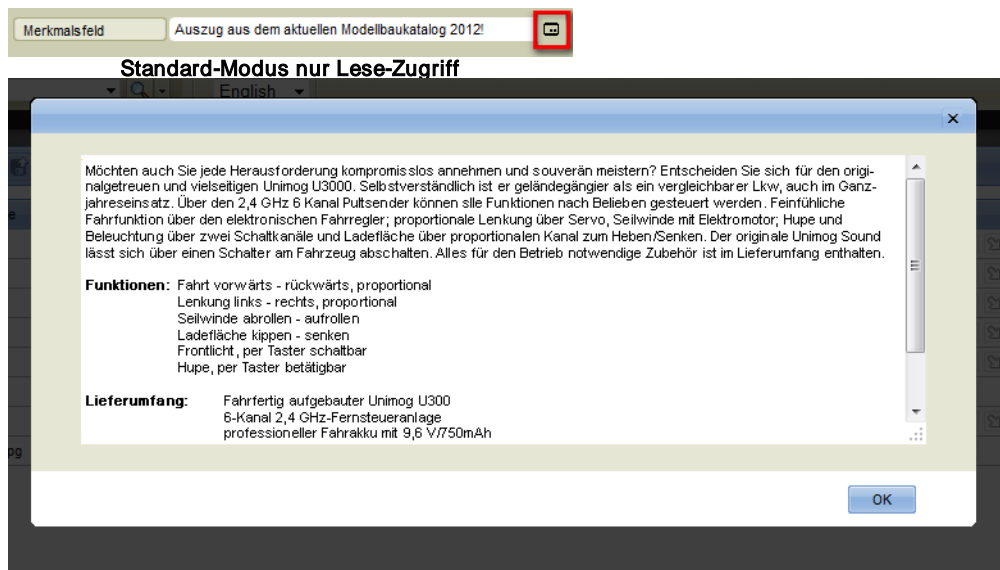 Merkmalsfeld Auszug aus dem aktuellen Modellbaukatalog 2012!
Standard-Modus nur Lese-Zugriff
English
Möchten auch Sie jede Herausforderung kompromisslos annehmen und souverän meistern? Entscheiden Sie sich für den origi-
nalgetreuen und vielseitigen Unimog U3000. Selbstverständlich ist er geländegängier als ein vergleichbarer Lkw, auch im Ganz-
jahreseinsatz. Über den 2,4 GHz 6 Kanal Pultsender können slle Funktionen nach Belieben gesteuert werden. Feinfühliche
Fahrfunktion über den elektronischen Fahrregler; proportionale Lenkung über Servo, Seilwinde mit Elektromotor; Hupe und
Beleuchtung über zwei Schaltkanäle und Ladefläche über proportionalen Kanal zum Heben/Senken. Der originale Unimog Sound
lässt sich über einen Schalter am Fahrzeug abschalten. Alles für den Betrieb notwendige Zubehör ist im Lieferumfang enthalten.
Funktionen: Fahrt vorwärts - rückwärts, proportional
Lenkung links - rechts, proportional
Seilwinde abrollen - aufrollen
Ladefläche kippen - senken
Frontlicht, per Taster schaltbar
Hupe, per Taster betätigbar
Lieferumfang: Fahrfertig aufgebauter Unimog U300
6-Kanal 2,4 GHz-Fernsteueranlage
professioneller Fahrakku mit 9,6 V/750mAh
OK